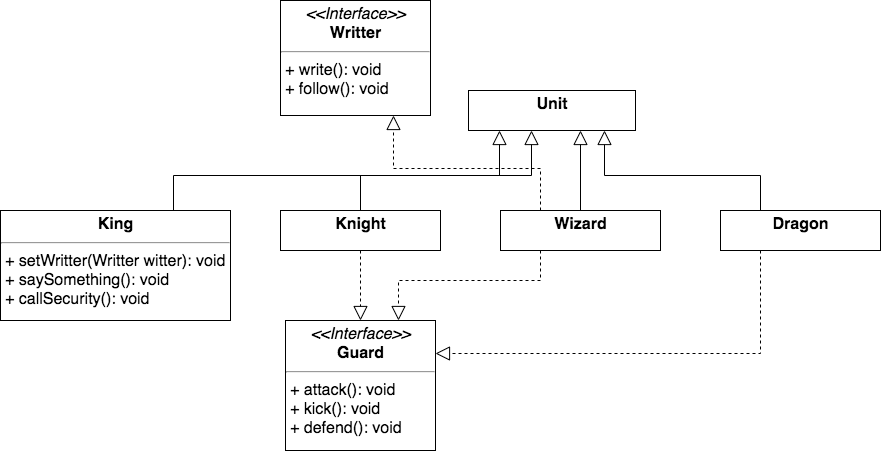 <<Interface>>
Writter
+ write(): void
+ follow(): void
Unit
King
+ setWritter(Writter witter): void
+ saySomething(): void
+ callSecurity(): void
Knight
Wizard
Dragon
<<Interface>>
Guard
+ attack(): void
+ kick(): void
+ defend(): void